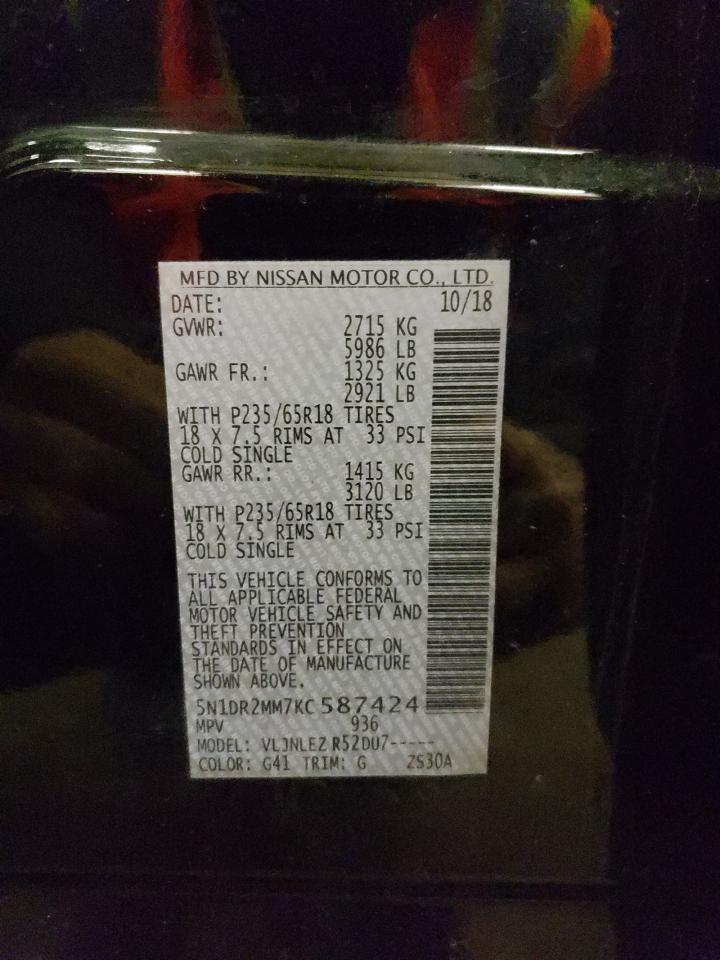 MFD BY NISSAN MOTOR CO., LTD.
DATE: 10/18
GVWR: 2715 KG
5986 LB
GAWR FR.: 1325 KG
2921 LB
WITH P235/65R18 TIRES
18 X 7.5 RIMS AT 33 PSI
COLD SINGLE
GAWR RR.: 1415 KG
3120 LB
WITH P235/65R18 TIRES
18 X 7.5 RIMS AT 33 PSI
COLD SINGLE
THIS VEHICLE CONFORMS TO
ALL APPLICABLE FEDERAL
MOTOR VEHICLE SAFETY AND
THEFT PREVENTION
STANDARDS IN EFFECT ON
THE DATE OF MANUFACTURE
SHOWN ABOVE.
5N1DR2MM7KC 587424
MPV 936
MODEL: VLJNLEZ R52DU7-----
COLOR: G41 TRIM: G ZS30A